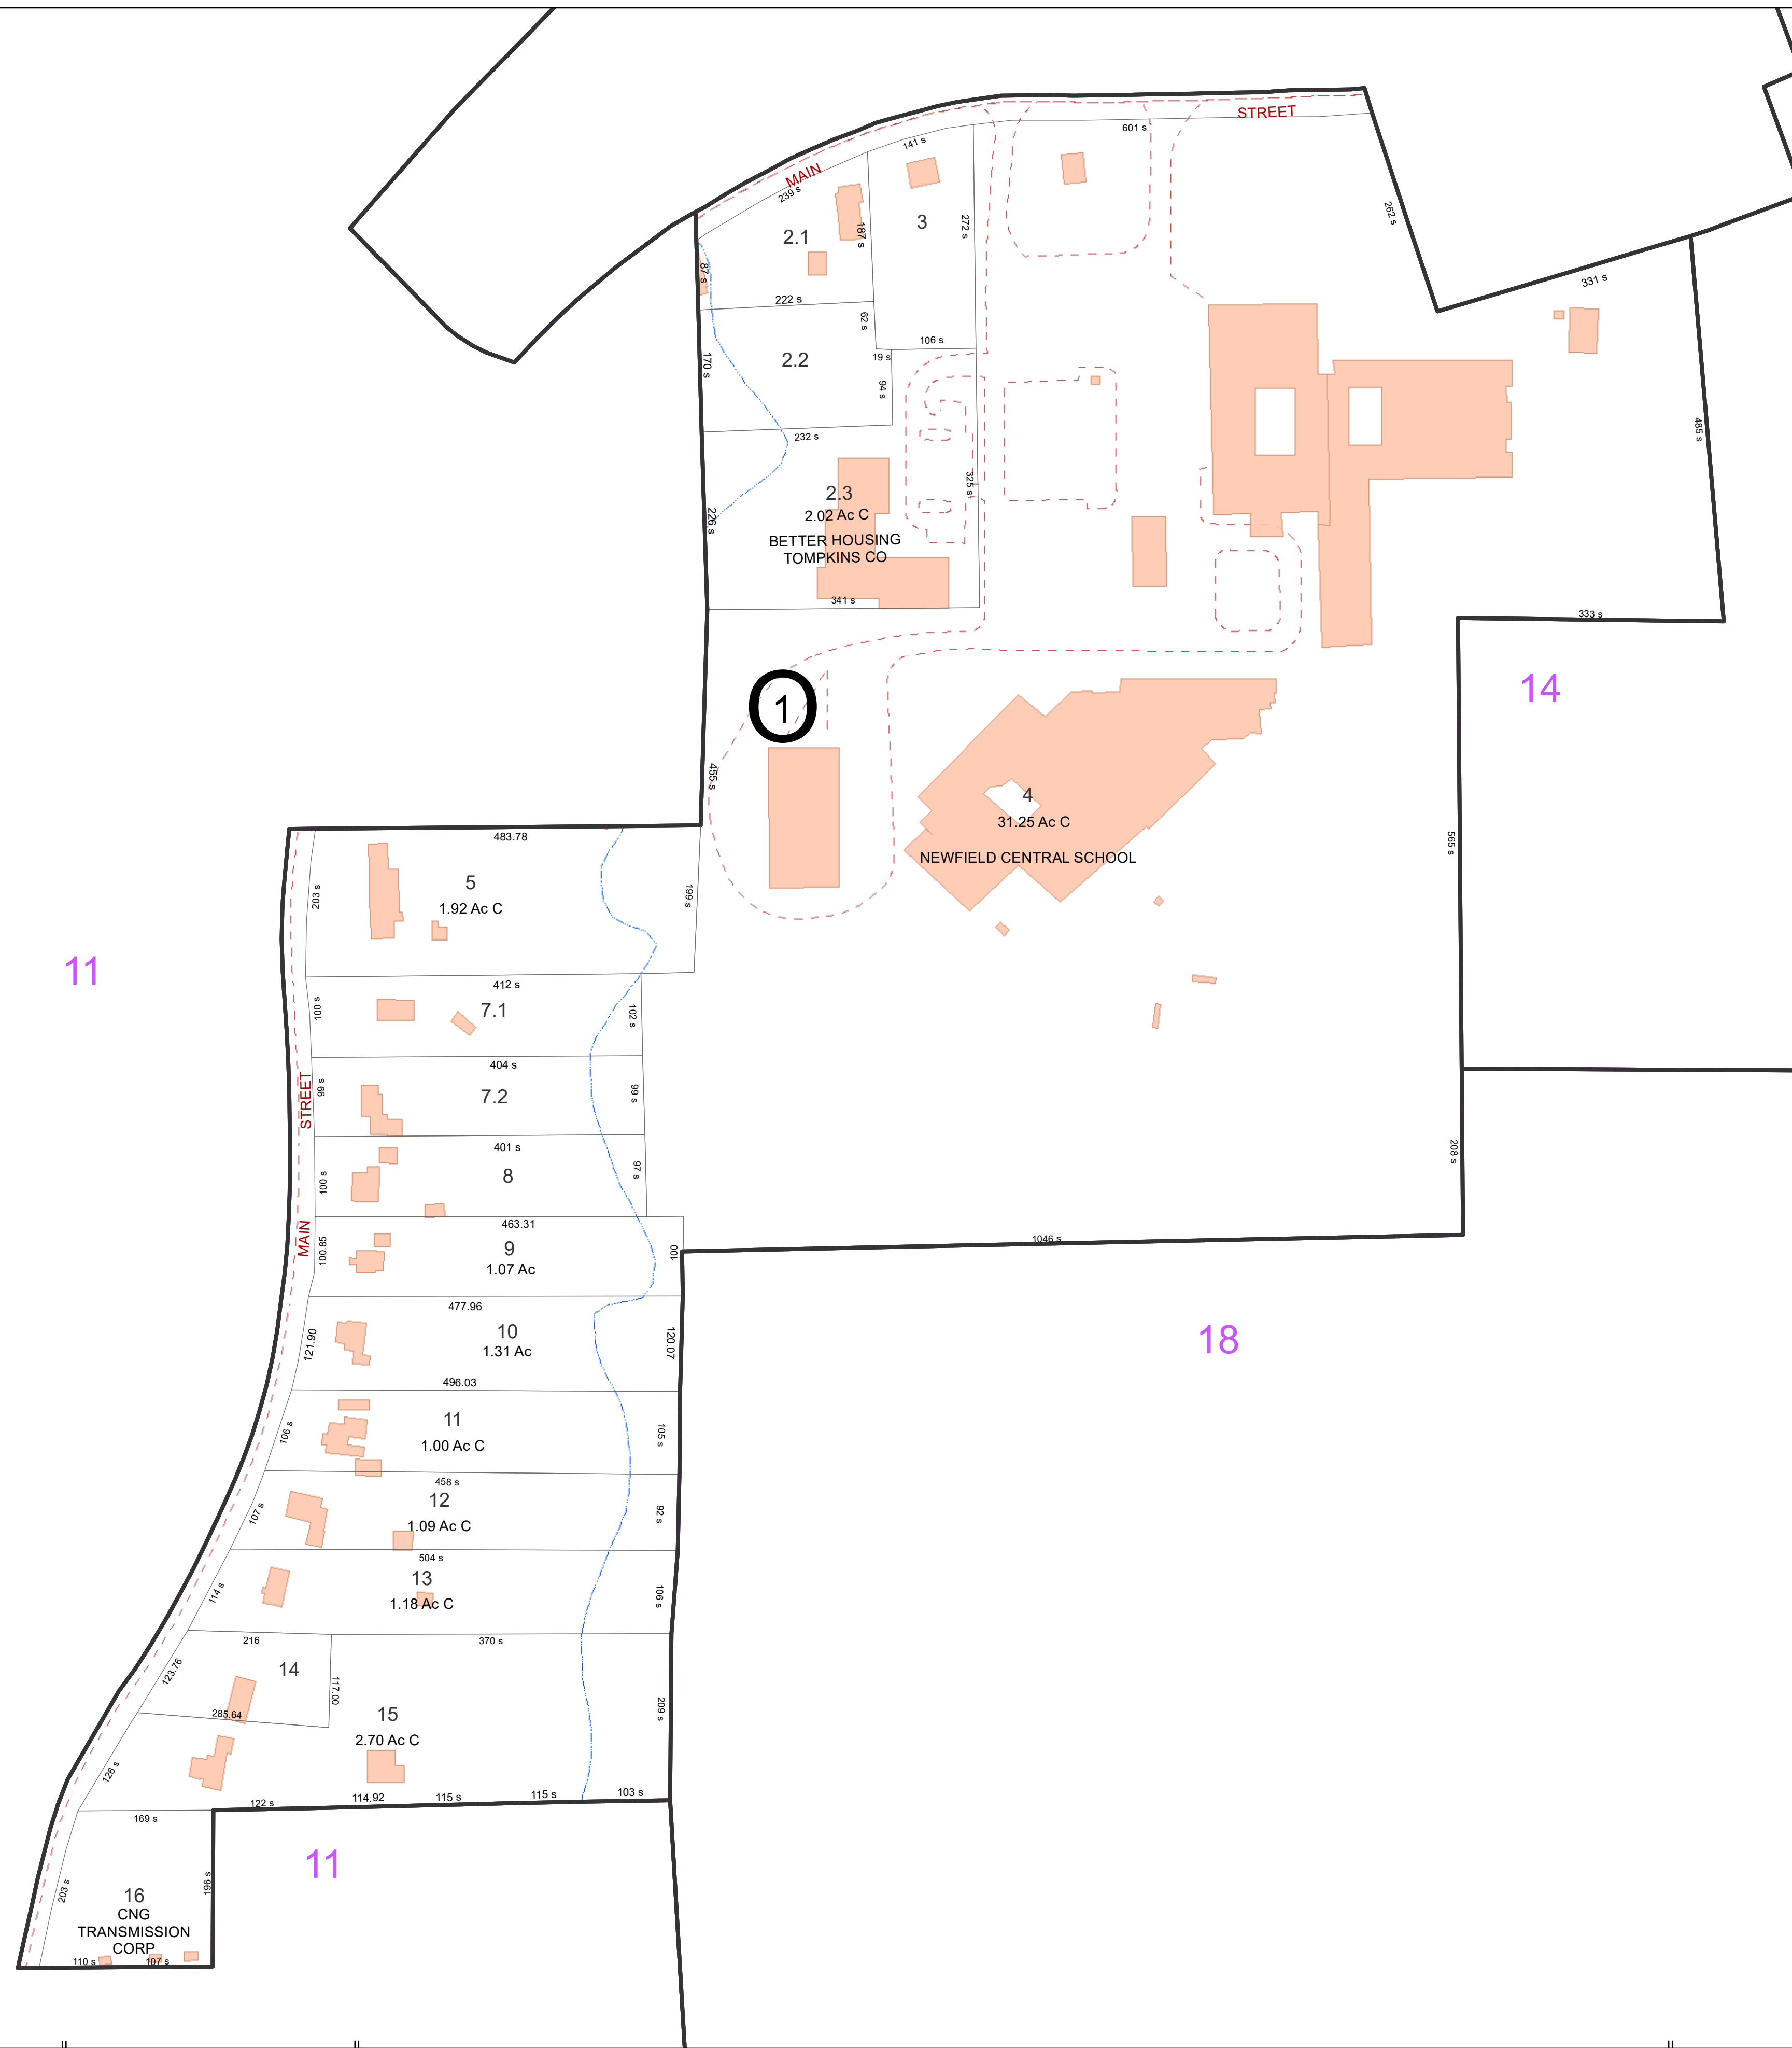 STREET
601 s
141 s
MAIN
239 s
262 s
3
272 s
187 s
2.1
87 s
331 s
222 s
62 s
106 s
19 s
170 s
2.2
94 s
485 s
232 s
325 s
2.3
2.02 Ac C
226 s
BETTER HOUSING
TOMPKINS CO
341 s
333 s
14
1
455 s
4
31.25 Ac C
NEWFIELD CENTRAL SCHOOL
565 s
483.78
5
1.92 Ac C
203 s
199 s
11
412 s
7.1
100 s
102 s
404 s
7.2
99 s
99 s
STREET
401 s
8
100 s
97 s
208 s
463.31
MAIN
9
1.07 Ac
100.85
100
1046 s
477.96
10
1.31 Ac
121.90
120.07
18
496.03
11
1.00 Ac C
106 s
105 s
458 s
12
1.09 Ac C
107 s
92 s
504 s
13
1.18 Ac C
114 s
106 s
216
370 s
14
123.76
117.00
285.64
15
2.70 Ac C
209 s
126 s
122 s
114.92
115 s
115 s
103 s
169 s
11
203 s
196 s
16
CNG
TRANSMISSION
CORP
110 s
107 s